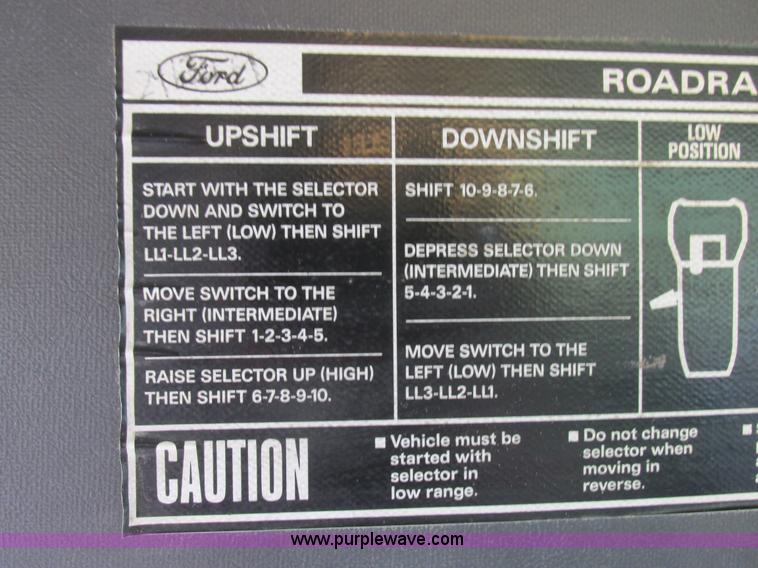 Ford
ROADRA
UPSHIFT
START WITH THE SELECTOR
DOWN AND SWITCH TO
THE LEFT (LOW) THEN SHIFT
LL1-LL2-LL3.
MOVE SWITCH TO THE
RIGHT (INTERMEDIATE)
THEN SHIFT 1-2-3-4-5.
RAISE SELECTOR UP (HIGH)
THEN SHIFT 6-7-8-9-10.
DOWNSHIFT
SHIFT 10-9-8-7-6.
DEPRESS SELECTOR DOWN
(INTERMEDIATE) THEN SHIFT
5-4-3-2-1.
MOVE SWITCH TO THE
LEFT (LOW) THEN SHIFT
LL3-LL2-LL1.
LOW
POSITION
CAUTION
■ Vehicle must be
started with
selector in
low range.
■ Do not change
selector when
moving in
reverse.
www.purplewave.com